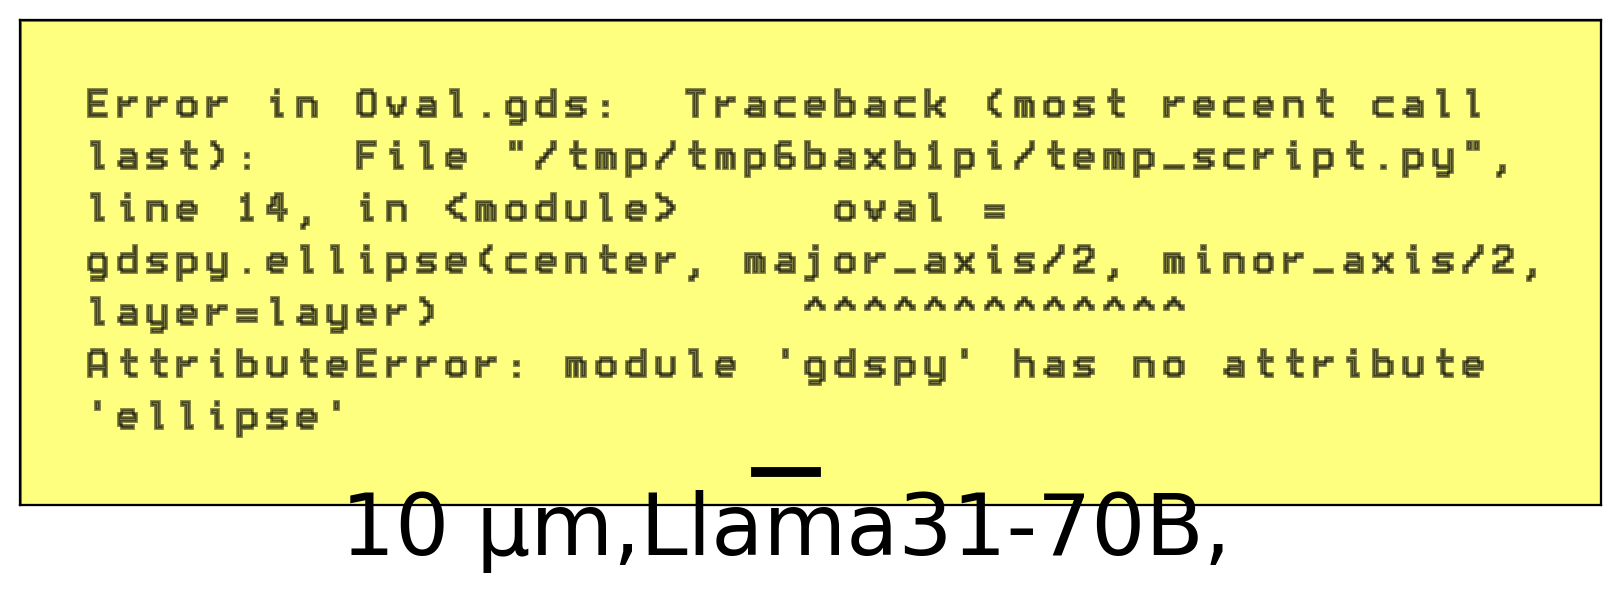 Error in Oval.gds:  Traceback (most recent call
last):   File "/tmp/tmp6baxb1pi/temp_script.py",
line 14, in <module>     oval =
gdspy.ellipse(center, major_axis/2, minor_axis/2,
layer=layer)            ^^^^^^^^^^^^^
AttributeError: module 'gdspy' has no attribute
'ellipse'
10 μm,Llama31-70B,